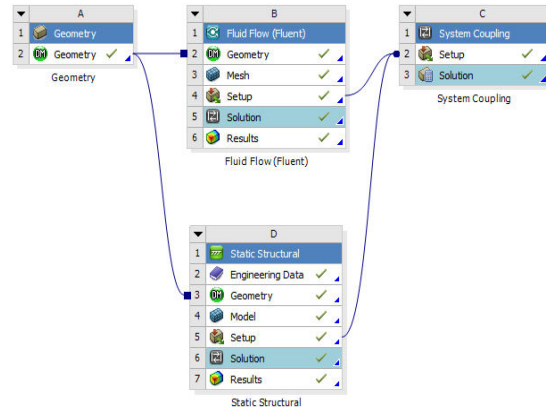 A
1 Geometry
2 Geometry
Geometry
B
1 Fluid Flow (Fluent)
2 Geometry
3 Mesh
4 Setup
5 Solution
6 Results
Fluid Flow (Fluent)
C
1 System Coupling
2 Setup
3 Solution
System Coupling
D
1 Static Structural
2 Engineering Data
3 Geometry
4 Model
5 Setup
6 Solution
7 Results
Static Structural